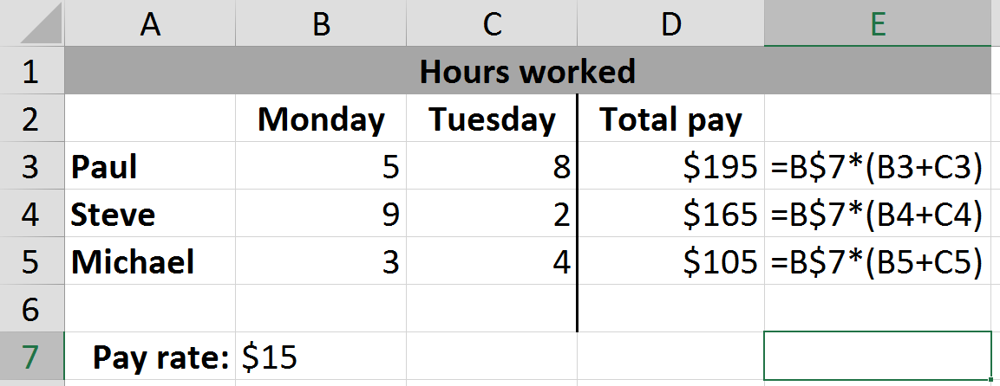 A B C D E
1 Hours worked
2 Monday Tuesday Total pay
3 Paul 5 8 $195 =B$7*(B3+C3)
4 Steve 9 2 $165 =B$7*(B4+C4)
5 Michael 3 4 $105 =B$7*(B5+C5)
6
7 Pay rate: $15